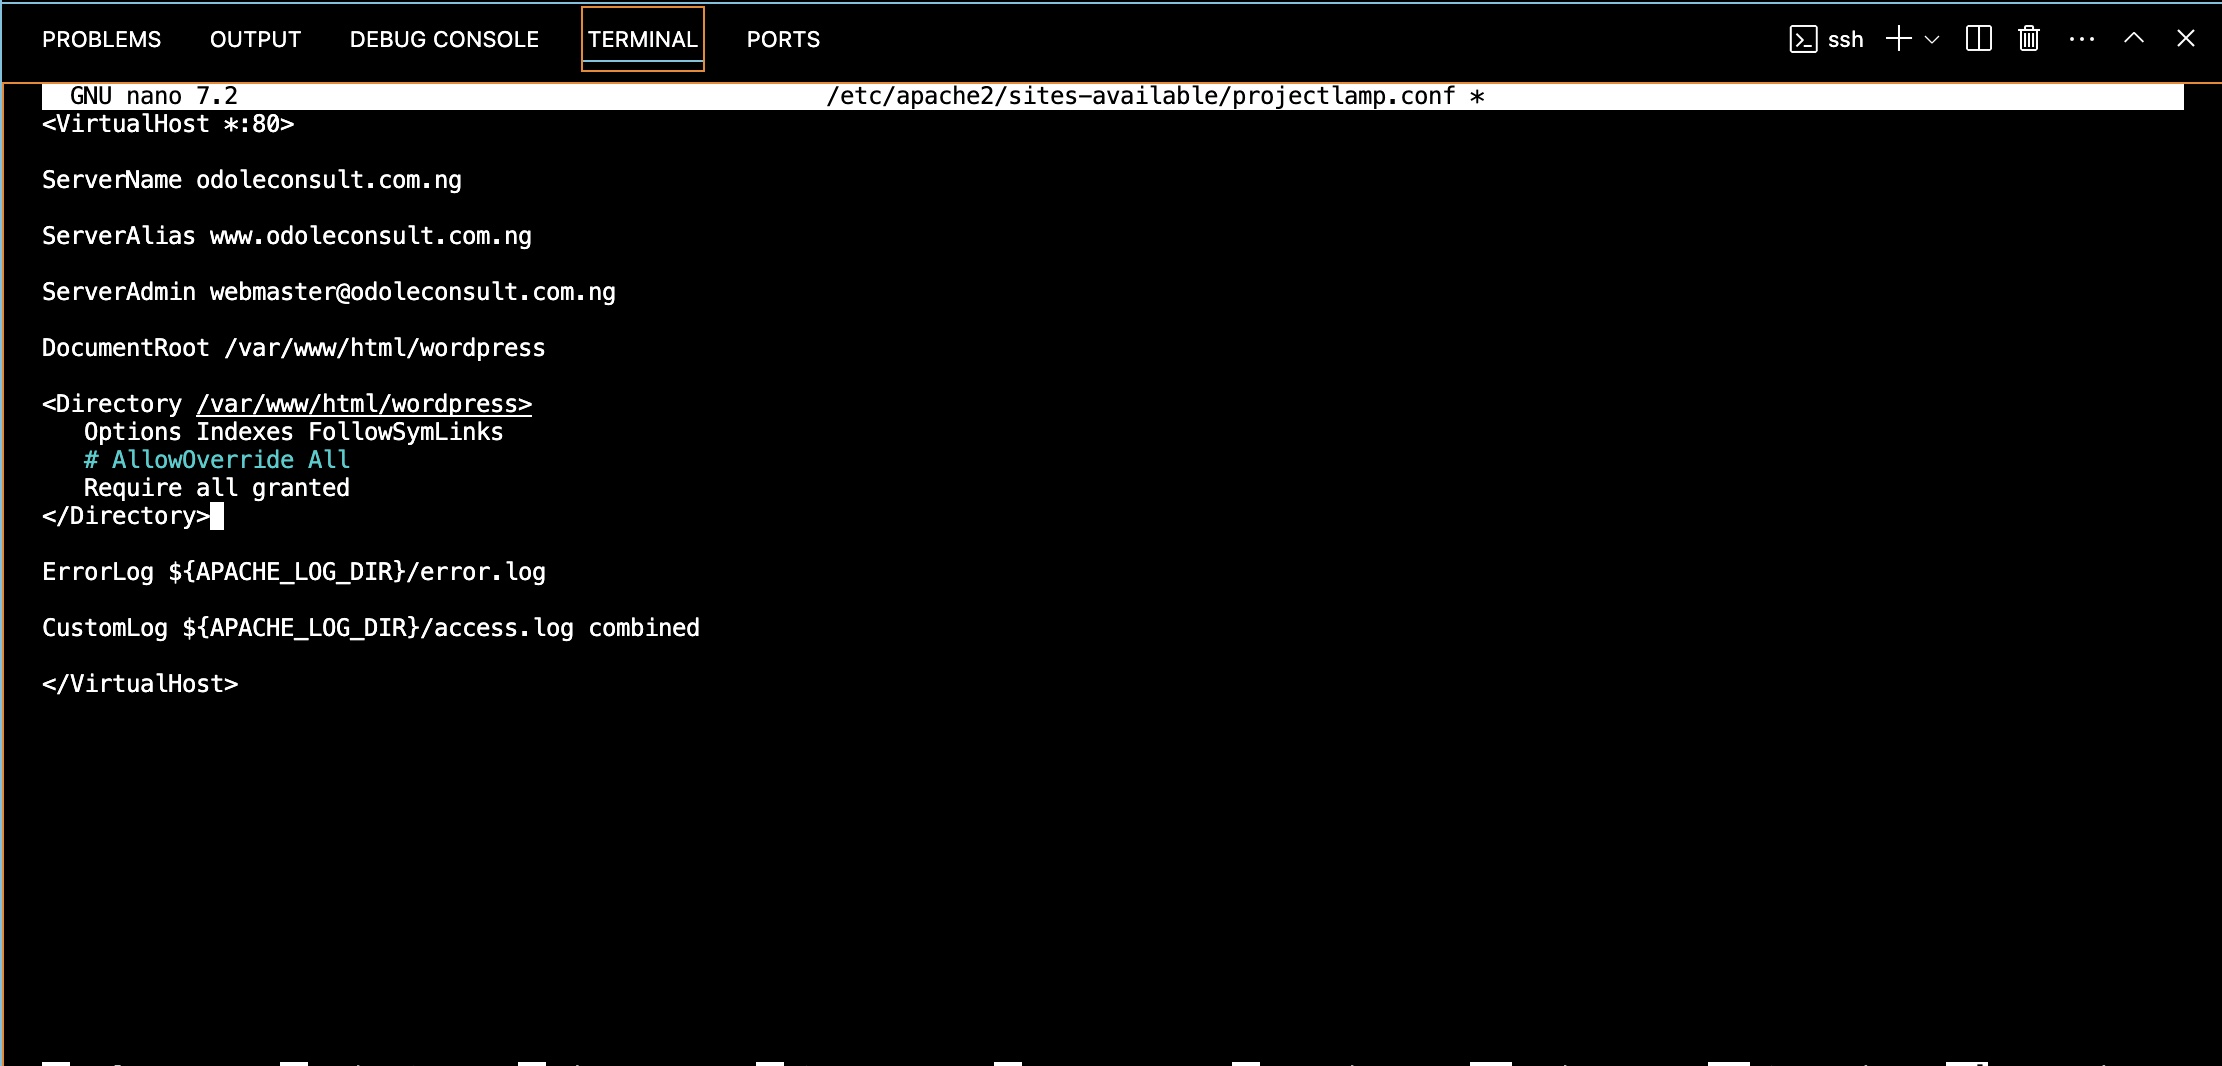 PROBLEMS OUTPUT DEBUG CONSOLE TERMINAL PORTS ssh
GNU nano 7.2 /etc/apache2/sites-available/projectlamp.conf *
<VirtualHost *:80>
ServerName odoleconsult.com.ng
ServerAlias www.odoleconsult.com.ng
ServerAdmin webmaster@odoleconsult.com.ng
DocumentRoot /var/www/html/wordpress
<Directory /var/www/html/wordpress>
Options Indexes FollowSymLinks
# AllowOverride All
Require all granted
</Directory>
ErrorLog ${APACHE_LOG_DIR}/error.log
CustomLog ${APACHE_LOG_DIR}/access.log combined
</VirtualHost>